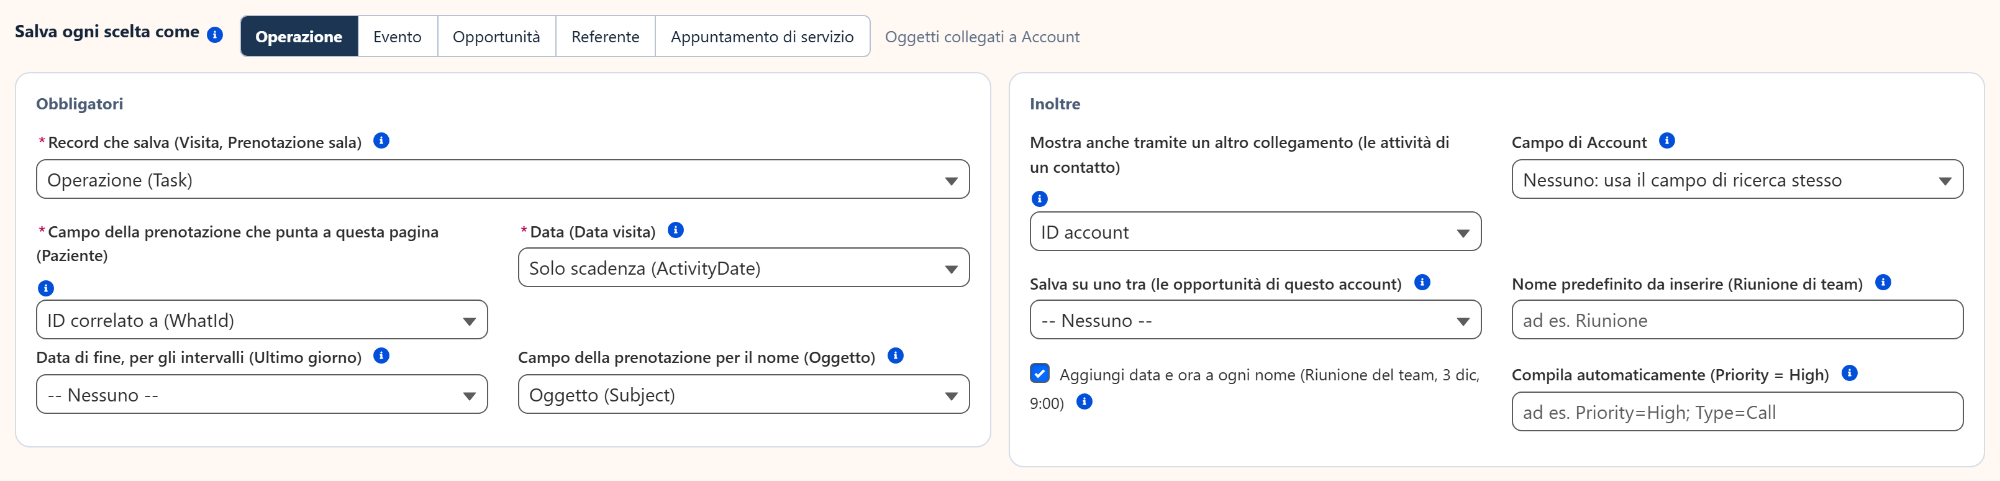 Salva ogni scelta come
Operazione
Evento
Opportunità
Referente
Appuntamento di servizio
Oggetti collegati a Account
Obbligatori
* Record che salva (Visita, Prenotazione sala)
Operazione (Task)
* Campo della prenotazione che punta a questa pagina
(Paziente)
ID correlato a (WhatId)
* Data (Data visita)
Solo scadenza (ActivityDate)
Data di fine, per gli intervalli (Ultimo giorno)
-- Nessuno --
Campo della prenotazione per il nome (Oggetto)
Oggetto (Subject)
Inoltre
Mostra anche tramite un altro collegamento (le attività di
un contatto)
ID account
Campo di Account
Nessuno: usa il campo di ricerca stesso
Salva su uno tra (le opportunità di questo account)
-- Nessuno --
Nome predefinito da inserire (Riunione di team)
ad es. Riunione
Aggiungi data e ora a ogni nome (Riunione del team, 3 dic,
9:00)
Compila automaticamente (Priority = High)
ad es. Priority=High; Type=Call